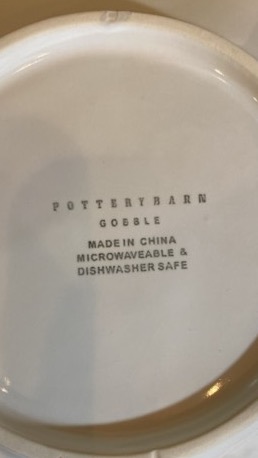 POTTERYBARN
GOBBLE
MADE IN CHINA
MICROWAVEABLE &
DISHWASHER SAFE